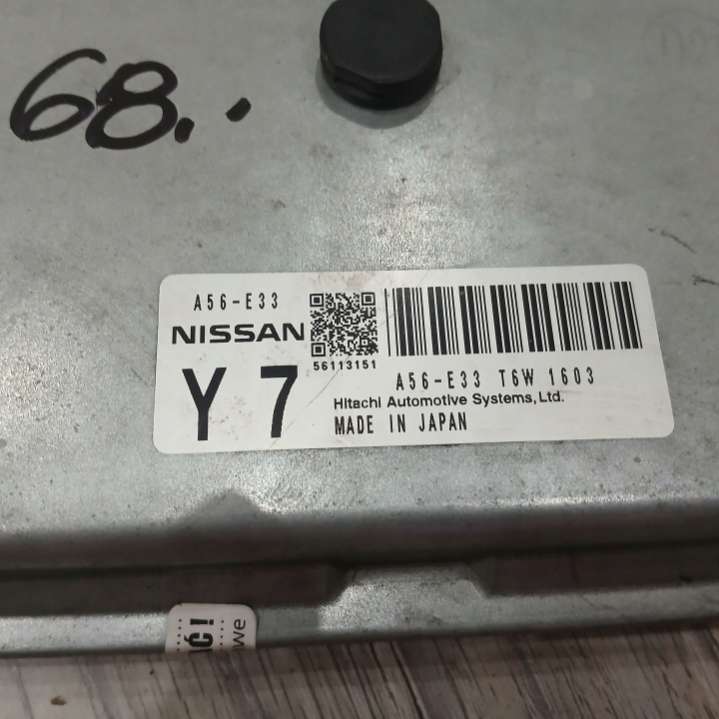 68..
A56-E33
NISSAN
56113151
Y 7
A56-E33 T6W 1603
Hitachi Automotive Systems, Ltd.
MADE IN JAPAN